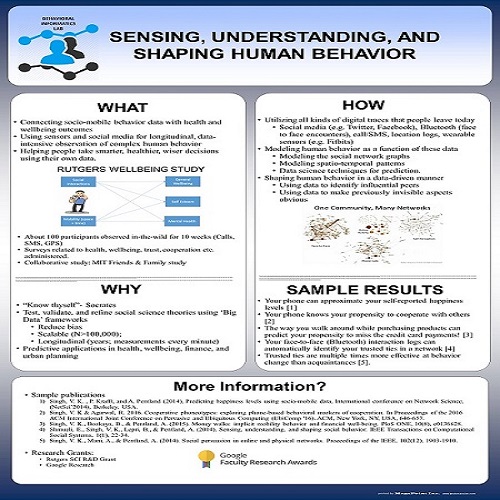 BEHAVIORAL
INFORMATICS
LAB
SENSING, UNDERSTANDING, AND
SHAPING HUMAN BEHAVIOR
WHAT
• Connecting socio-mobile behavior data with health and
wellbeing outcomes
• Using sensors and social media for longitudinal, data-
intensive observation of complex human behavior
• Helping people take smarter, healthier, wiser decisions
using their own data.
RUTGERS WELLBEING STUDY
Social
Interactions
General
Wellbeing
Mental Health
• About 100 participants observed in-the-wild for 10 weeks (Calls,
SMS, GPS)
• Surveys related to health, wellbeing, trust, cooperation etc.
administered.
• Collaborative study: MIT Friends & Family study
HOW
• Utilizing all kinds of digital traces that people leave today
• Social media (e.g. Twitter, Facebook), Bluetooth (face
to face encounters), call/SMS, location logs, wearable
sensors (e.g. Fitbits)
• Modeling human behavior as a function of these data
• Modeling the social network graphs
• Modeling spatio-temporal patterns
• Data science techniques for prediction.
• Shaping human behavior in a data-driven manner
• Using data to identify influential peers
• Using data to make previously invisible aspects
obvious
One Community, Many Networks
WHY
• "Know thyself"- Socrates
• Test, validate, and refine social science theories using 'Big
Data' frameworks
• Reduce bias
• Scalable (N>100,000);
• Longitudinal (years; measurements every minute)
• Predictive applications in health, wellbeing, finance, and
urban planning
SAMPLE RESULTS
• Your phone can approximate your self-reported happiness
levels [1]
• Your phone knows your propensity to cooperate with others
[2]
• The way you walk around while purchasing products can
predict your propensity to miss the credit card payments! [3]
• Your face-to-face (Bluetooth) interaction logs can
automatically identify your trusted ties in a network [4]
• Trusted ties are multiple times more effective at behavior
change than acquaintances [5].
More Information?
• Sample publications
1) Singh, V. K., P. Kraft, and A. Pentland (2014), Predicting happiness levels using socio-mobile data, International conference on Network Science,
(NetSci'2014), Berkeley, USA.
2) Singh, V. K & Agarwal, R. 2016. Cooperative phoneotypes: exploring phone-based behavioral markers of cooperation. In Proceedings of the 2016
ACM International Joint Conference on Pervasive and Ubiquitous Computing (UbiComp '16). ACM, New York, NY, USA, 646-657.
3) Singh, V. K., Bozkaya, B., & Pentland, A. (2015). Money walks: implicit mobility behavior and financial well-being. PloS ONE, 10(8), e0136628.
4) Shmueli, E., Singh, V. K., Lepri, B., & Pentland, A. (2014). Sensing, understanding, and shaping social behavior. IEEE Transactions on Computational
Social Systems, 1(1), 22-34.
5) Singh, V. K., Mani, A., & Pentland, A. (2014). Social persuasion in online and physical networks. Proceedings of the IEEE, 102(12), 1903-1910.
• Research Grants:
• Rutgers SCI R&D Grant
• Google Research
Google
Faculty Research Awards